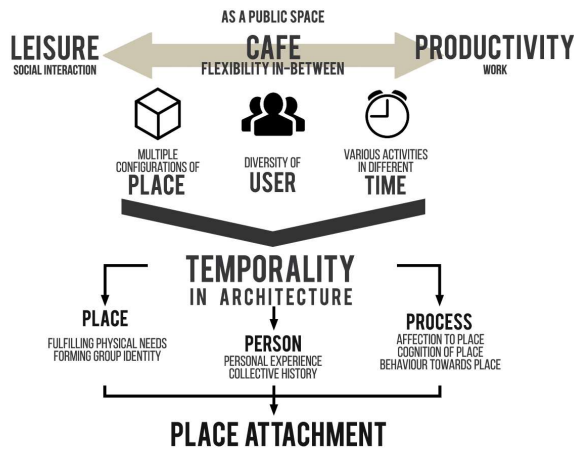 AS A PUBLIC SPACE
LEISURE
SOCIAL INTERACTION
CAFE
FLEXIBILITY IN-BETWEEN
PRODUCTIVITY
WORK
MULTIPLE
CONFIGURATIONS OF
PLACE
DIVERSITY OF
USER
VARIOUS ACTIVITIES
IN DIFFERENT
TIME
TEMPORALITY
IN ARCHITECTURE
PLACE
FULFILLING PHYSICAL NEEDS
FORMING GROUP IDENTITY
PERSON
PERSONAL EXPERIENCE
COLLECTIVE HISTORY
PROCESS
AFFECTION TO PLACE
COGNITION OF PLACE
BEHAVIOUR TOWARDS PLACE
PLACE ATTACHMENT